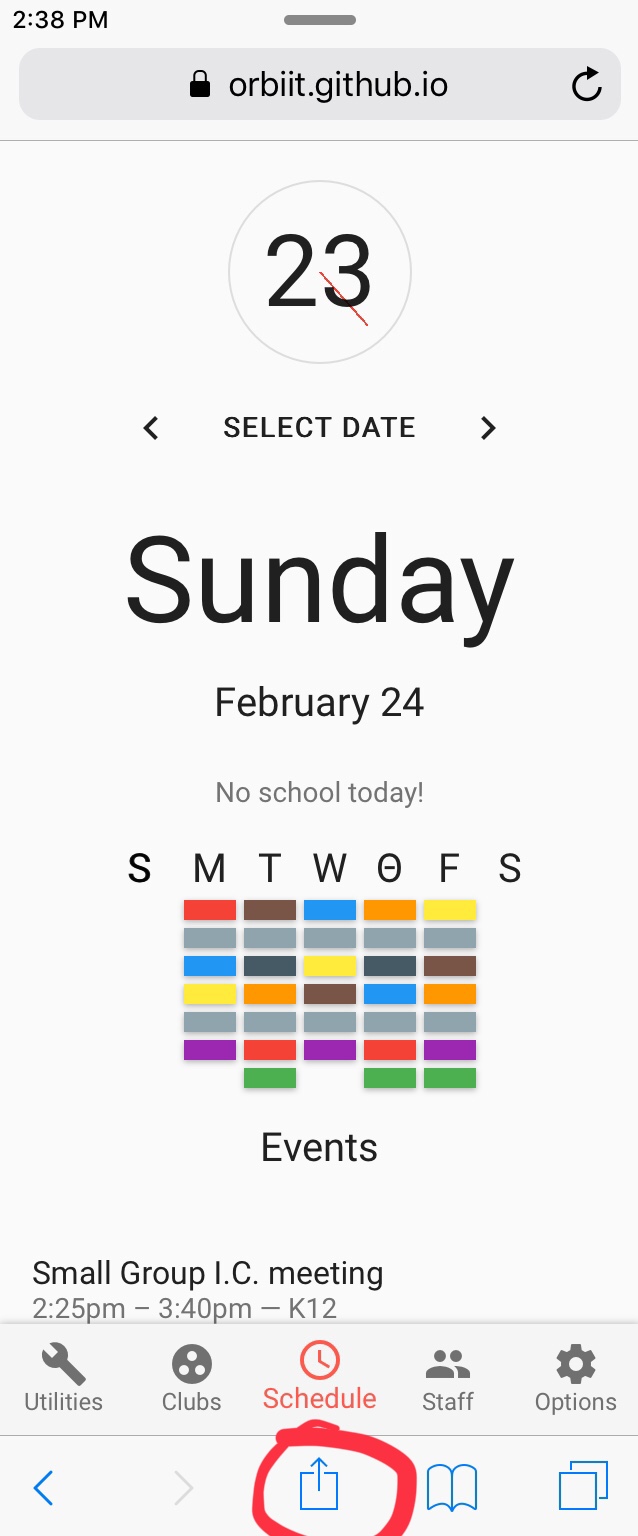 2:38 PM
orbiit.github.io
23
SELECT DATE
Sunday
February 24
No school today!
S M T W Θ F S
Events
Small Group I.C. meeting
2:25pm – 3:40pm — K12
Utilities Clubs Schedule Staff Options